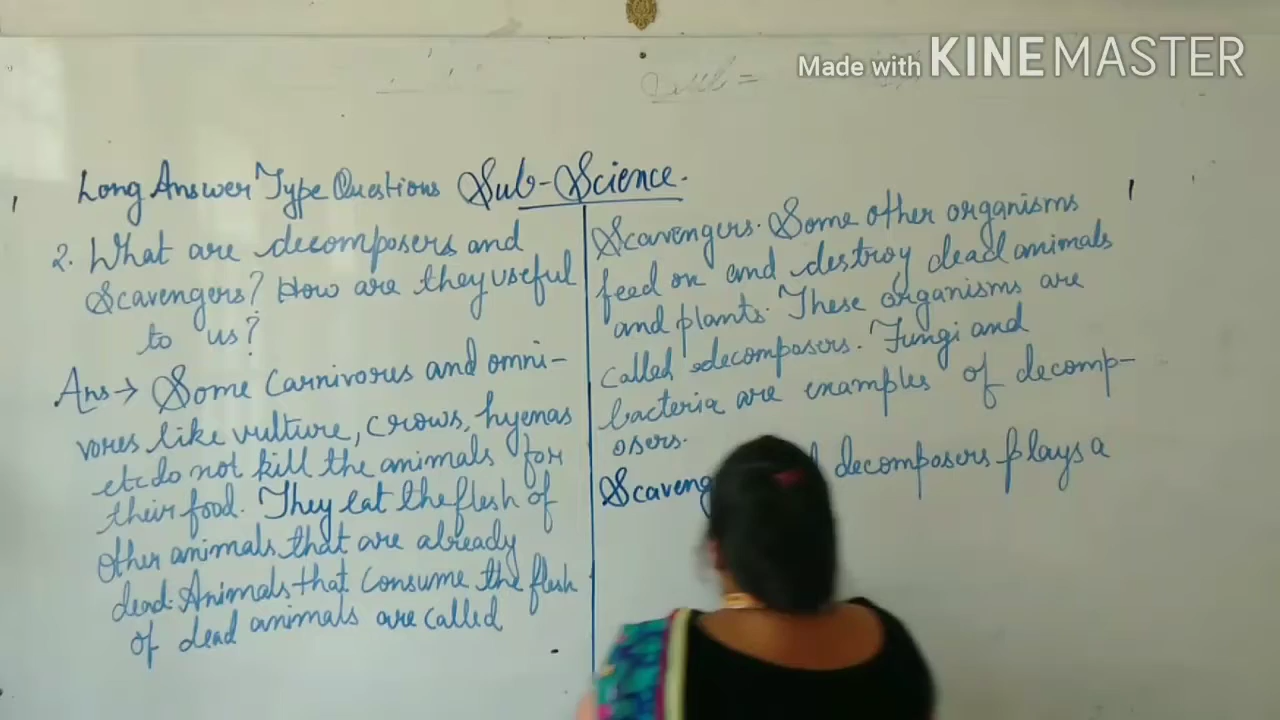 Made with KINEMASTER
Long Answer Type Questions Sub-Science.
2. What are decomposers and
Scavengers? How are they useful
to us?
Ans→ Some Carnivores and omni-
vores like vulture, crows, hyenas
etc do not kill the animals for
their food. They eat the flesh of
other animals that are already
dead. Animals that consume the flesh
of dead animals are called
Scavengers. Some other organisms
feed on and destroy dead animals
and plants. These organisms are
called decomposers. Fungi and
bacteria are examples of decomp-
osers.
decomposers plays a